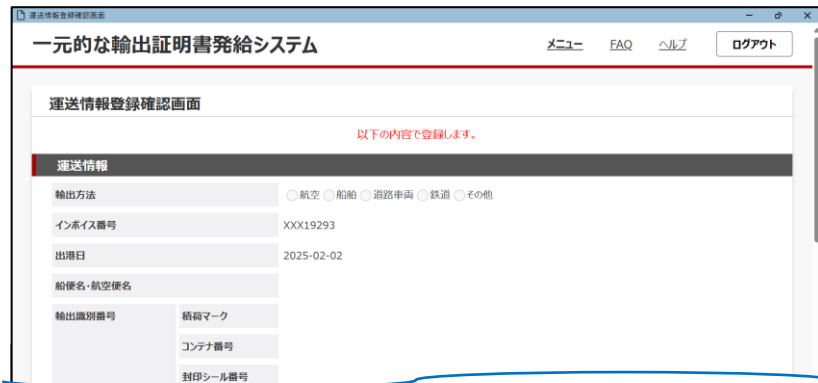 運送情報登録確認画面
一元的な輸出証明書発給システム メニュー FAQ ヘルプ ログアウト
運送情報登録確認画面
以下の内容で登録します。
運送情報
輸出方法 航空 船舶 道路車両 鉄道 その他
インボイス番号 XXX19293
出港日 2025-02-02
船便名・航空便名
輸出識別番号 積荷マーク
コンテナ番号
封印シール番号